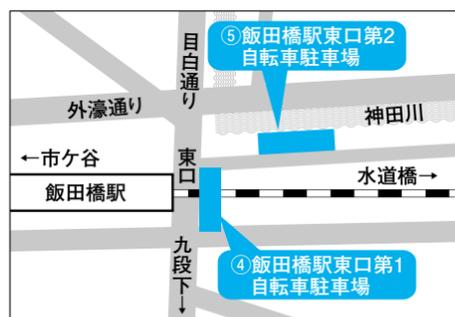 目白通り
⑤飯田橋駅東口第2
自転車駐車場
外濠通り
神田川
←市ケ谷
東口
飯田橋駅
水道橋→
④飯田橋駅東口第1
自転車駐車場
九段下→